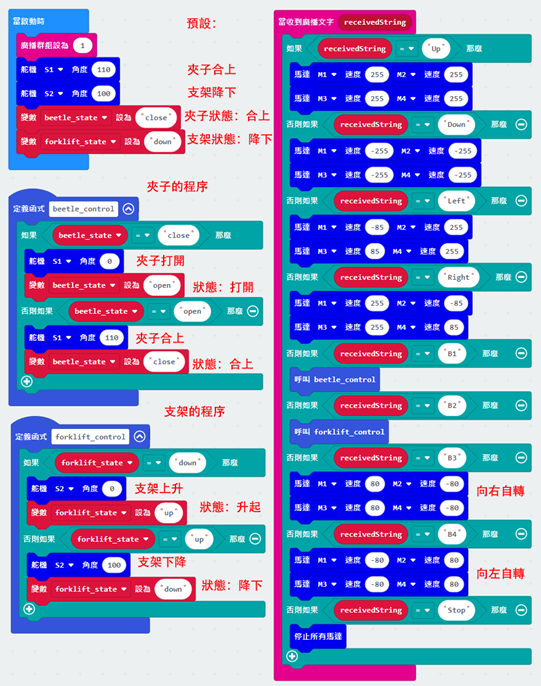 當啟動時
預設：
廣播群組設為 1
舵機 S1 角度 110 夾子合上
舵機 S2 角度 100 支架降下
變數 beetle_state 設為 "close" 夾子狀態：合上
變數 forklift_state 設為 "down" 支架狀態：降下
夾子的程序
定義函式 beetle_control
如果 beetle_state = "close" 那麼
舵機 S1 角度 0 夾子打開
變數 beetle_state 設為 "open" 狀態：打開
否則如果 beetle_state = "open" 那麼
舵機 S1 角度 110 夾子合上
變數 beetle_state 設為 "close" 狀態：合上
支架的程序
定義函式 forklift_control
如果 forklift_state = "down" 那麼
舵機 S2 角度 0 支架上升
變數 forklift_state 設為 "up" 狀態：升起
否則如果 forklift_state = "up" 那麼
舵機 S2 角度 100 支架下降
變數 forklift_state 設為 "down" 狀態：降下
當收到廣播文字 receivedString
如果 receivedString = "Up" 那麼
馬達 M1 速度 255 M2 速度 255
馬達 M3 速度 255 M4 速度 255
否則如果 receivedString = "Down" 那麼
馬達 M1 速度 -255 M2 速度 -255
馬達 M3 速度 -255 M4 速度 -255
否則如果 receivedString = "Left" 那麼
馬達 M1 速度 -85 M2 速度 255
馬達 M3 速度 85 M4 速度 255
否則如果 receivedString = "Right" 那麼
馬達 M1 速度 255 M2 速度 -85
馬達 M3 速度 255 M4 速度 85
否則如果 receivedString = "B1" 那麼
呼叫 beetle_control
否則如果 receivedString = "B2" 那麼
呼叫 forklift_control
否則如果 receivedString = "B3" 那麼
馬達 M1 速度 80 M2 速度 -80
向右自轉
馬達 M3 速度 80 M4 速度 -80
否則如果 receivedString = "B4" 那麼
馬達 M1 速度 -80 M2 速度 80
向左自轉
馬達 M3 速度 -80 M4 速度 80
否則如果 receivedString = "Stop" 那麼
停止所有馬達